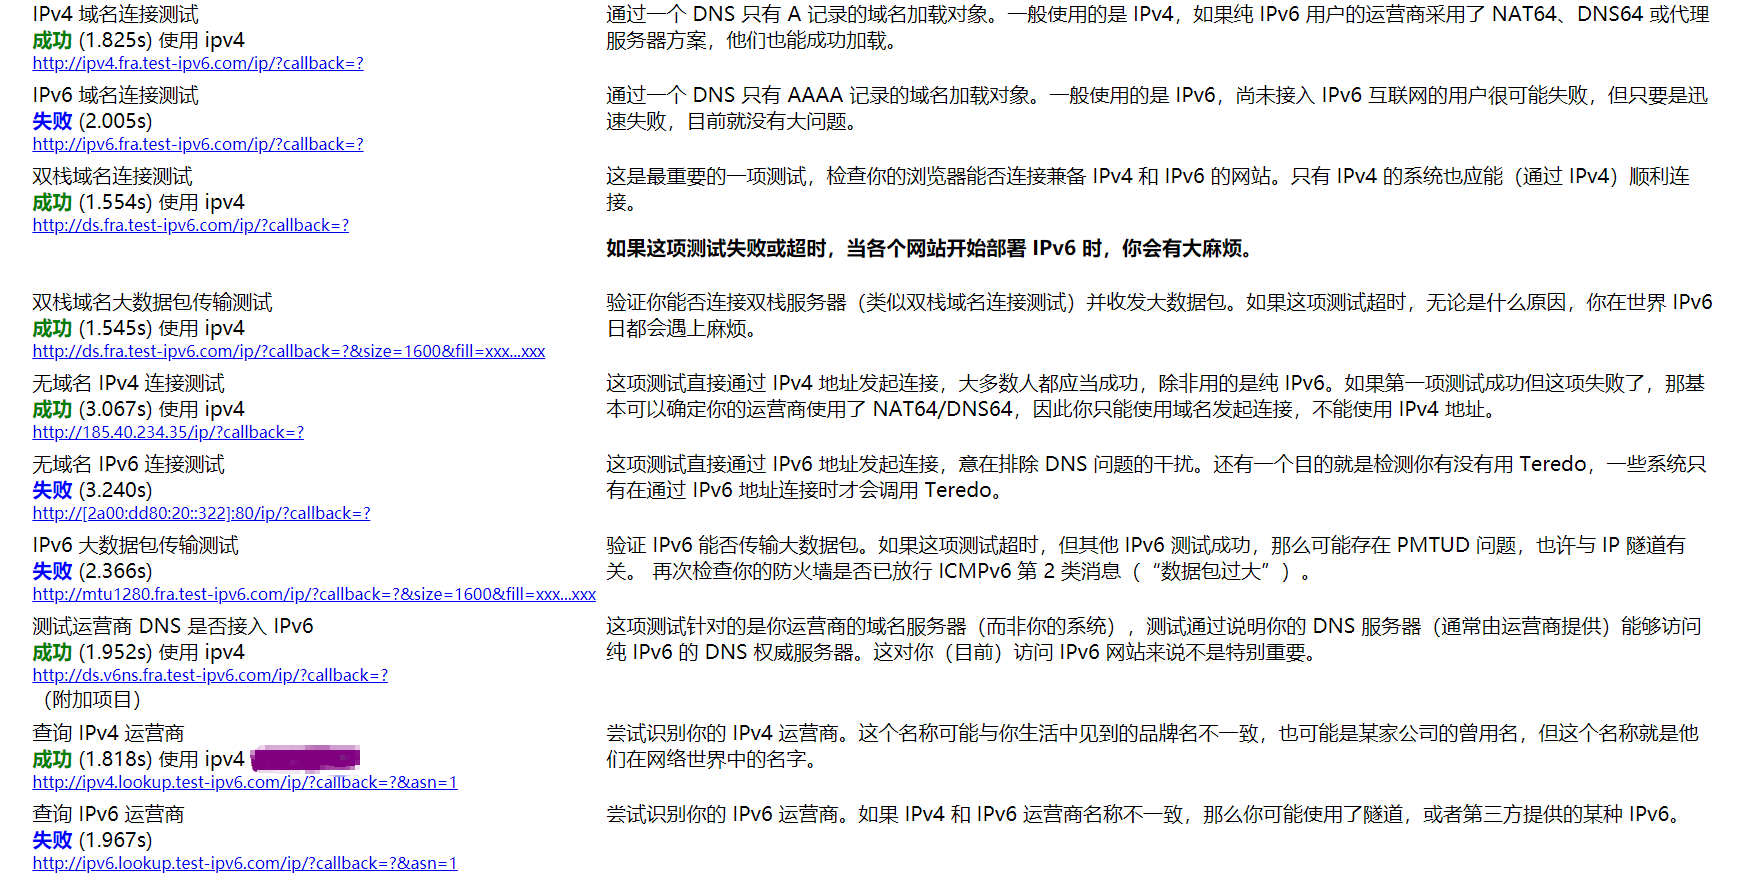 IPv4 域名连接测试
成功 (1.825s) 使用 ipv4
http://ipv4.fra.test-ipv6.com/ip/?callback=?
通过一个 DNS 只有 A 记录的域名加载对象。一般使用的是 IPv4，如果纯 IPv6 用户的运营商采用了 NAT64、DNS64 或代
理服务器方案，他们也能成功加载。
IPv6 域名连接测试
失败 (2.005s)
http://ipv6.fra.test-ipv6.com/ip/?callback=?
通过一个 DNS 只有 AAAA 记录的域名加载对象。一般使用的是 IPv6，尚未接入 IPv6 互联网的用户很可能失败，但只要是迅
速失败，目前就没有大问题。
双栈域名连接测试
成功 (1.554s) 使用 ipv4
http://ds.fra.test-ipv6.com/ip/?callback=?
这是最重要的一项测试，检查你的浏览器能否连接兼备 IPv4 和 IPv6 的网站。只有 IPv4 的系统也应能（通过 IPv4）顺利连
接。
如果这项测试失败或超时，当各个网站开始部署 IPv6 时，你会有大麻烦。
双栈域名大数据包传输测试
成功 (1.545s) 使用 ipv4
http://ds.fra.test-ipv6.com/ip/?callback=?&size=1600&fill=xxx...xxx
验证你能否连接双栈服务器（类似双栈域名连接测试）并收发大数据包。如果这项测试超时，无论是什么原因，你在世界 IPv6
日都会遇上麻烦。
无域名 IPv4 连接测试
成功 (3.067s) 使用 ipv4
http://185.40.234.35/ip/?callback=?
这项测试直接通过 IPv4 地址发起连接，大多数人都应当成功，除非用的是纯 IPv6。如果第一项测试成功但这项失败了，那基
本可以确定你的运营商使用了 NAT64/DNS64，因此你只能使用域名发起连接，不能使用 IPv4 地址。
无域名 IPv6 连接测试
失败 (3.240s)
http://[2a00:dd80:20::322]:80/ip/?callback=?
这项测试直接通过 IPv6 地址发起连接，意在排除 DNS 问题的干扰。还有一个目的就是检测你有没有用 Teredo，一些系统只
有在通过 IPv6 地址连接时才会调用 Teredo。
IPv6 大数据包传输测试
失败 (2.366s)
http://mtu1280.fra.test-ipv6.com/ip/?callback=?&size=1600&fill=xxx...xxx
验证 IPv6 能否传输大数据包。如果这项测试超时，但其他 IPv6 测试成功，那么可能存在 PMTUD 问题，也许与 IP 隧道有
关。 再次检查你的防火墙是否已放行 ICMPv6 第 2 类消息（“数据包过大”）。
测试运营商 DNS 是否接入 IPv6
成功 (1.952s) 使用 ipv4
http://ds.v6ns.fra.test-ipv6.com/ip/?callback=?
（附加项目）
这项测试针对的是你运营商的域名服务器（而非你的系统），测试通过说明你的 DNS 服务器（通常由运营商提供）能够访问
纯 IPv6 的 DNS 权威服务器。这对你（目前）访问 IPv6 网站来说不是特别重要。
查询 IPv4 运营商
成功 (1.818s) 使用 ipv4
http://ipv4.lookup.test-ipv6.com/ip/?callback=?&asn=1
尝试识别你的 IPv4 运营商。这个名称可能与你生活中见到的品牌名不一致，也可能是某家公司的曾用名，但这个名称就是他
们在网络世界中的名字。
查询 IPv6 运营商
失败 (1.967s)
http://ipv6.lookup.test-ipv6.com/ip/?callback=?&asn=1
尝试识别你的 IPv6 运营商。如果 IPv4 和 IPv6 运营商名称不一致，那么你可能使用了隧道，或者第三方提供的某种 IPv6。